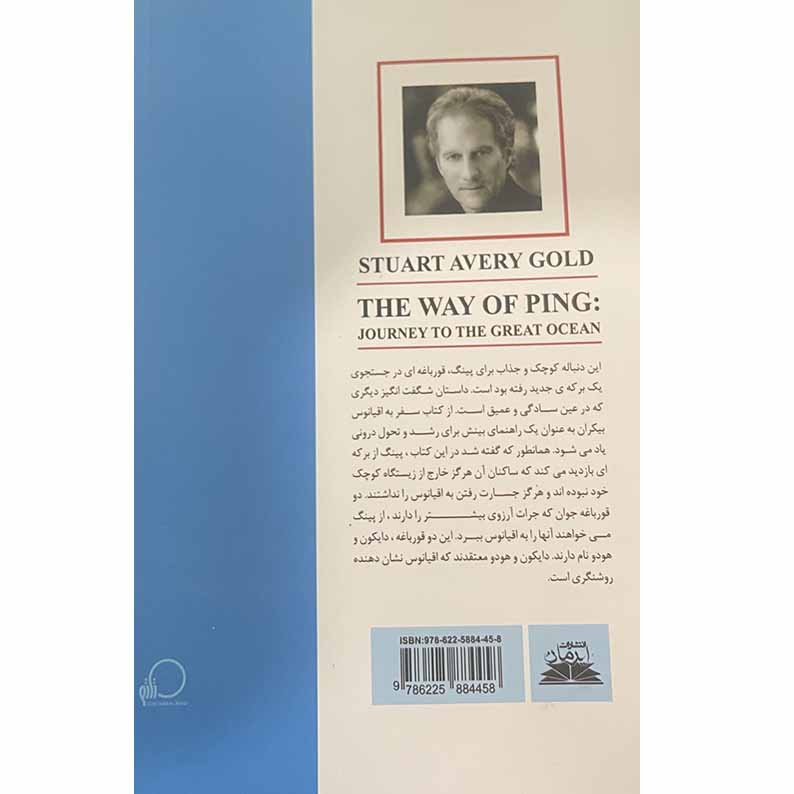 STUART AVERY GOLD
THE WAY OF PING:
JOURNEY TO THE GREAT OCEAN
این دنباله کوچک و جذاب برای پینگ، قورباغه ای در جستجوی
یک برکه ی جدید رفته بود است. داستان شگفت انگیز دیگری
که در عین سادگی و عمیق است. از کتاب سفر به اقیانوس
بیکران به عنوان یک راهنمای بینش برای رشد و تحول درونی
یاد می شود. همانطور که گفته شد در این کتاب، پینگ از برکه
ای بازدید می کند که ساکنان آن هرگز خارج از زیستگاه کوچک
خود نبوده اند و هرگز جسارت رفتن به اقیانوس را نداشتند. دو
قورباغه جوان که جرات آرزوی بیشتر را دارند، از پینگ
می خواهند آنها را به اقیانوس ببرد. این دو قورباغه، دایکون و
هودو نام دارند. دایکون و هودو معتقدند که اقیانوس نشان دهنده
روشنگری است.
ISBN:978-622-5884-45-8
9 786225 884458
انتشارات
آپرمان